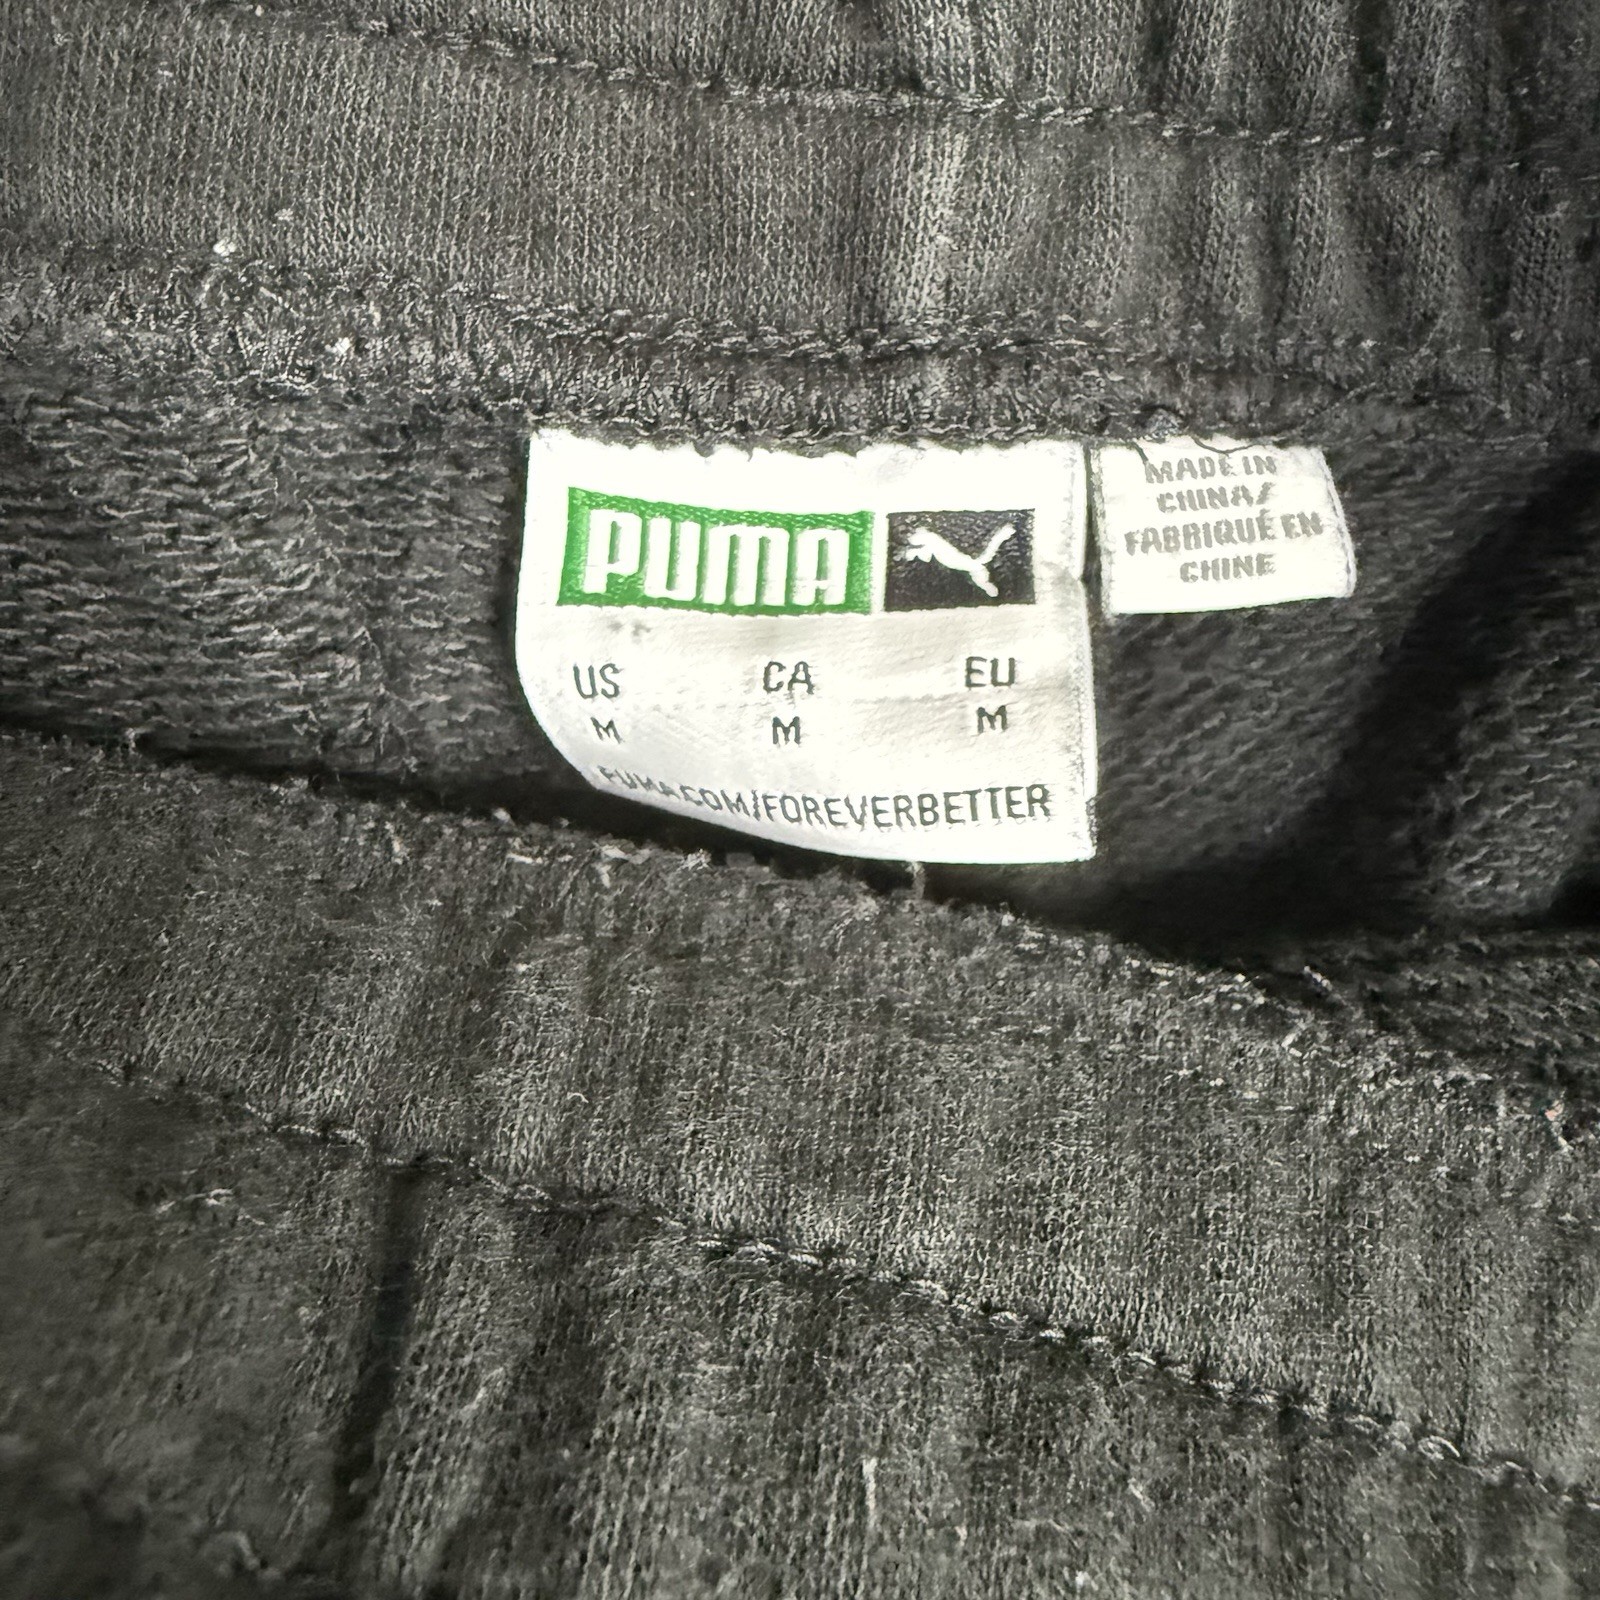 PUMA
US CA EU
M M M
PUMA.COM/FOREVERBETTER
MADE IN
CHINA/
FABRIQUÉ EN
CHINE